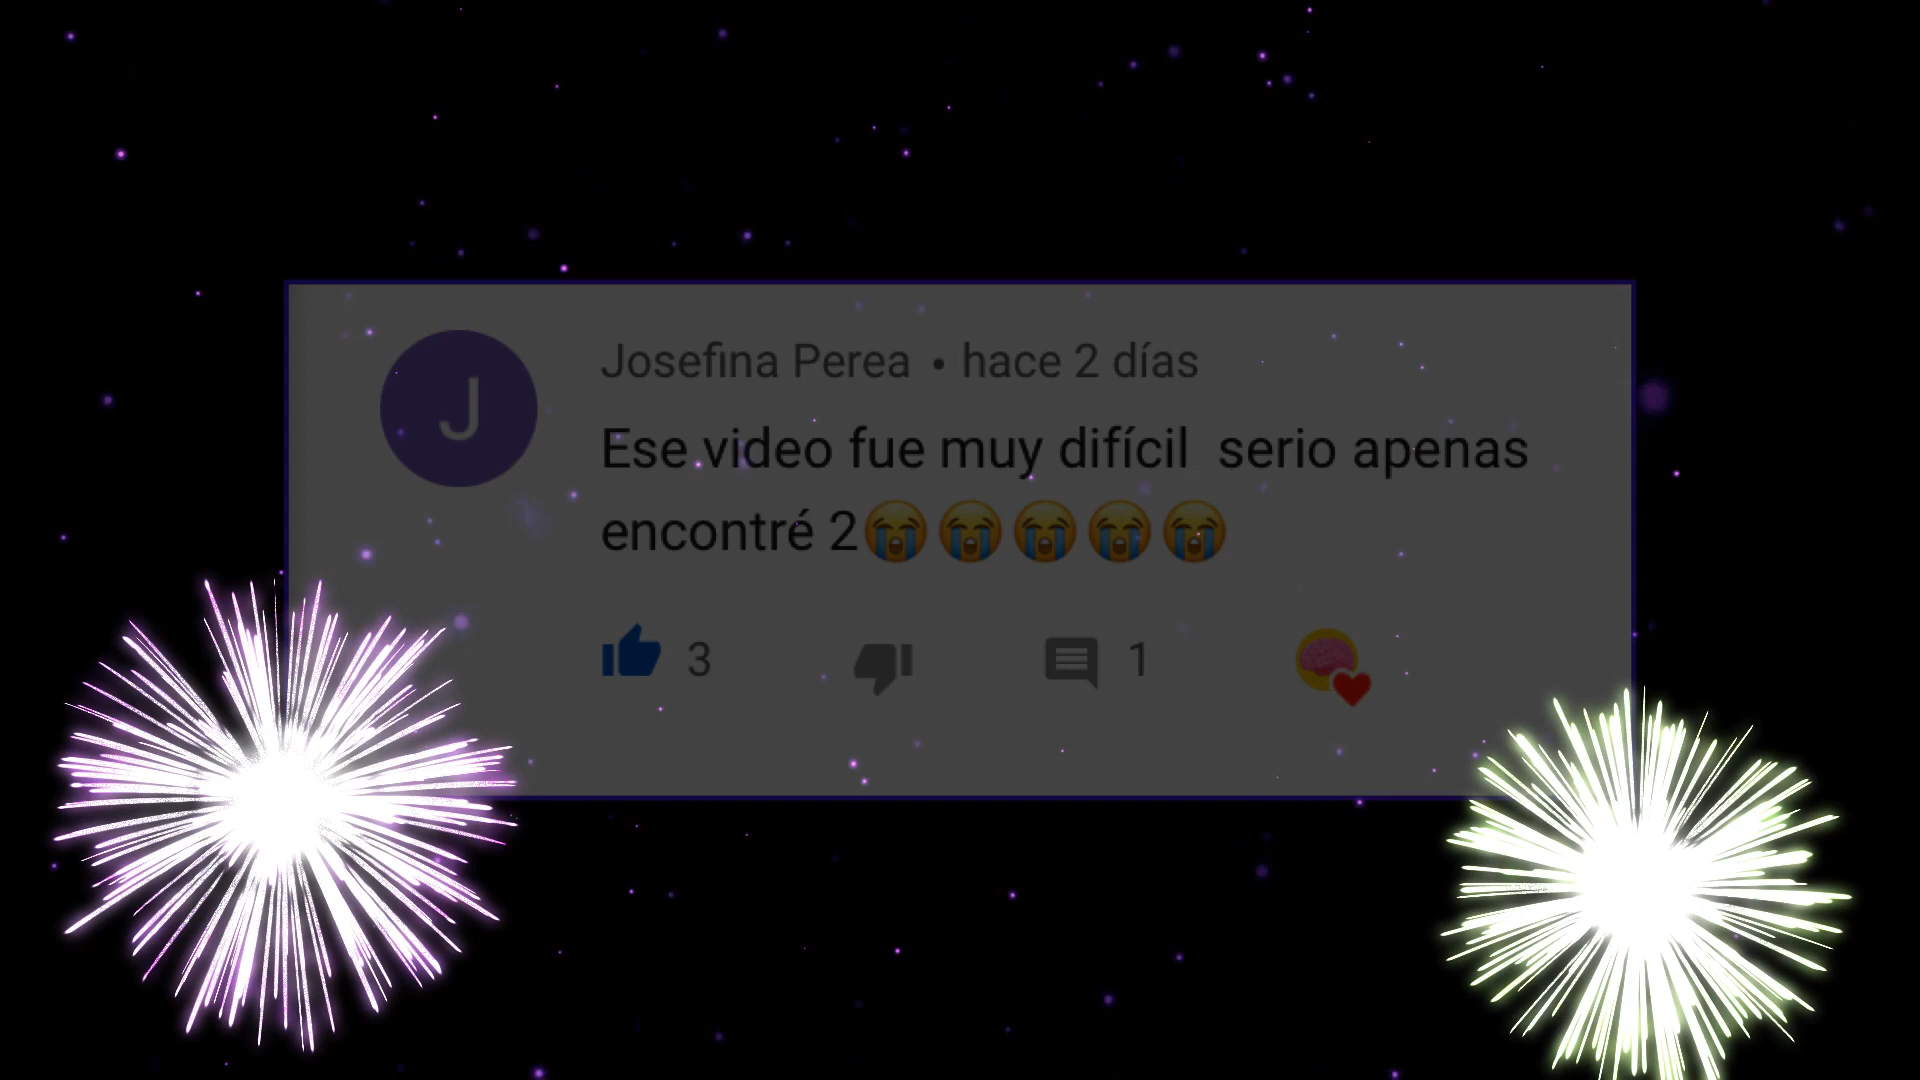 J
Josefina Perea • hace 2 días
Ese video fue muy difícil  serio apenas
encontré 2😭😭😭😭😭
3 1